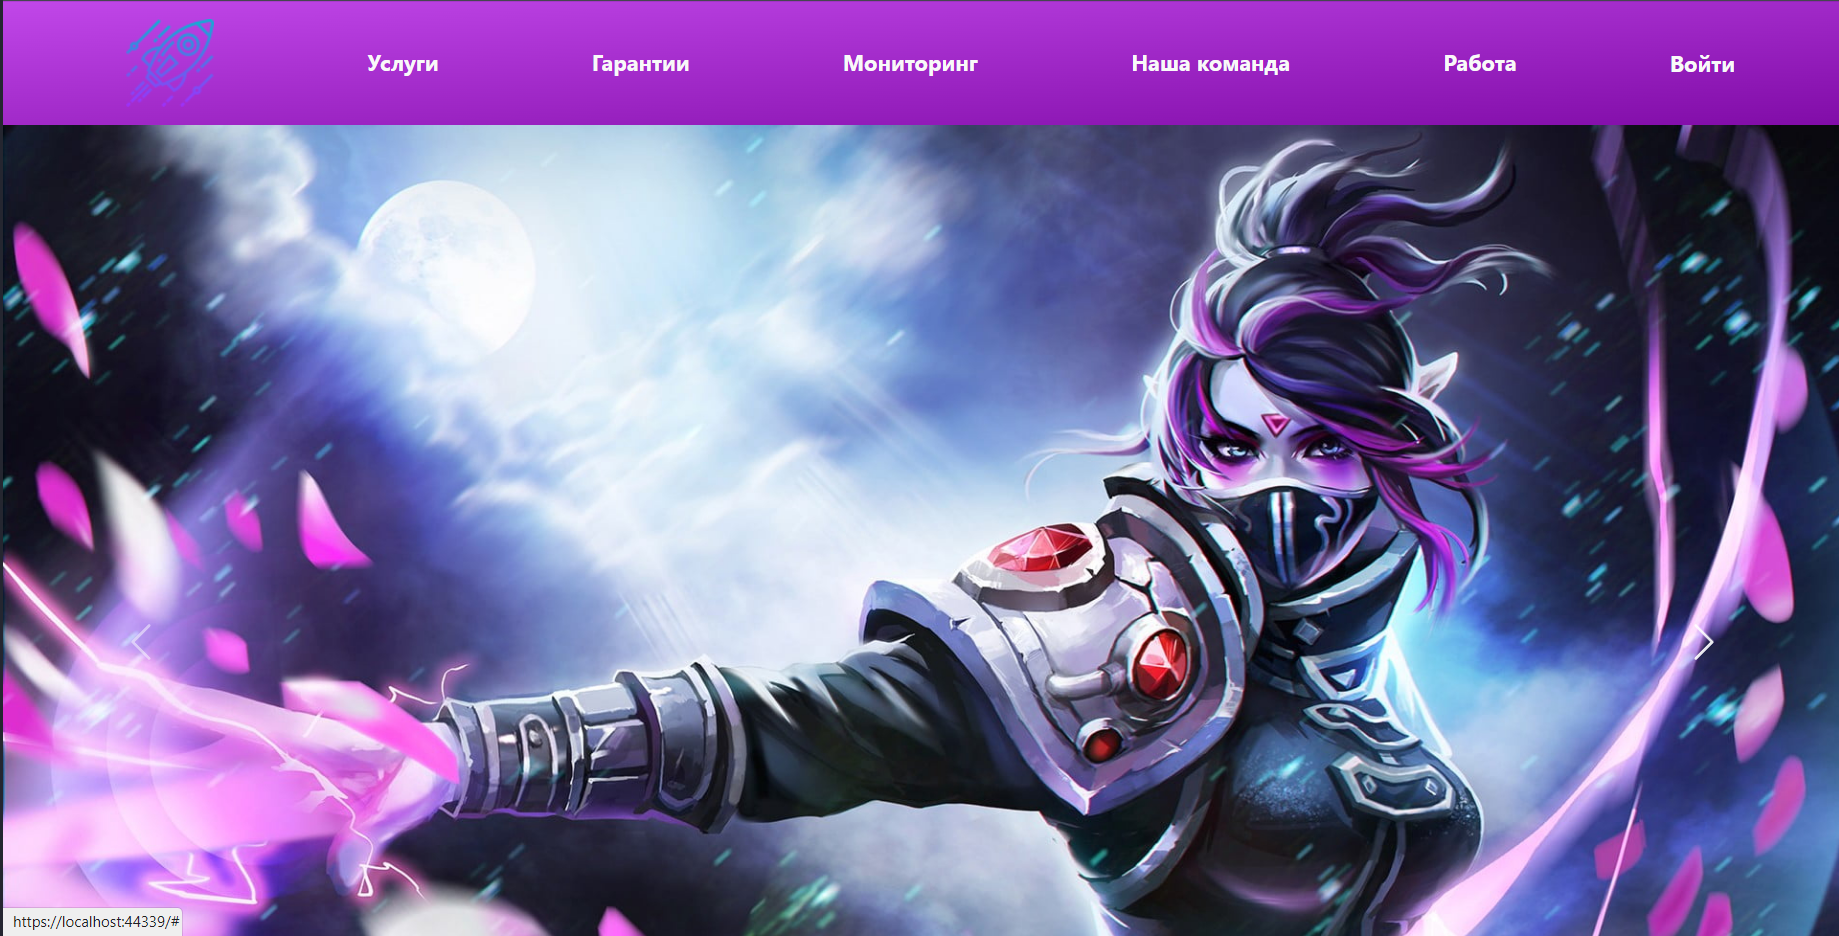 Услуги
Гарантии
Мониторинг
Наша команда
Работа
Войти
https://localhost:44339/#